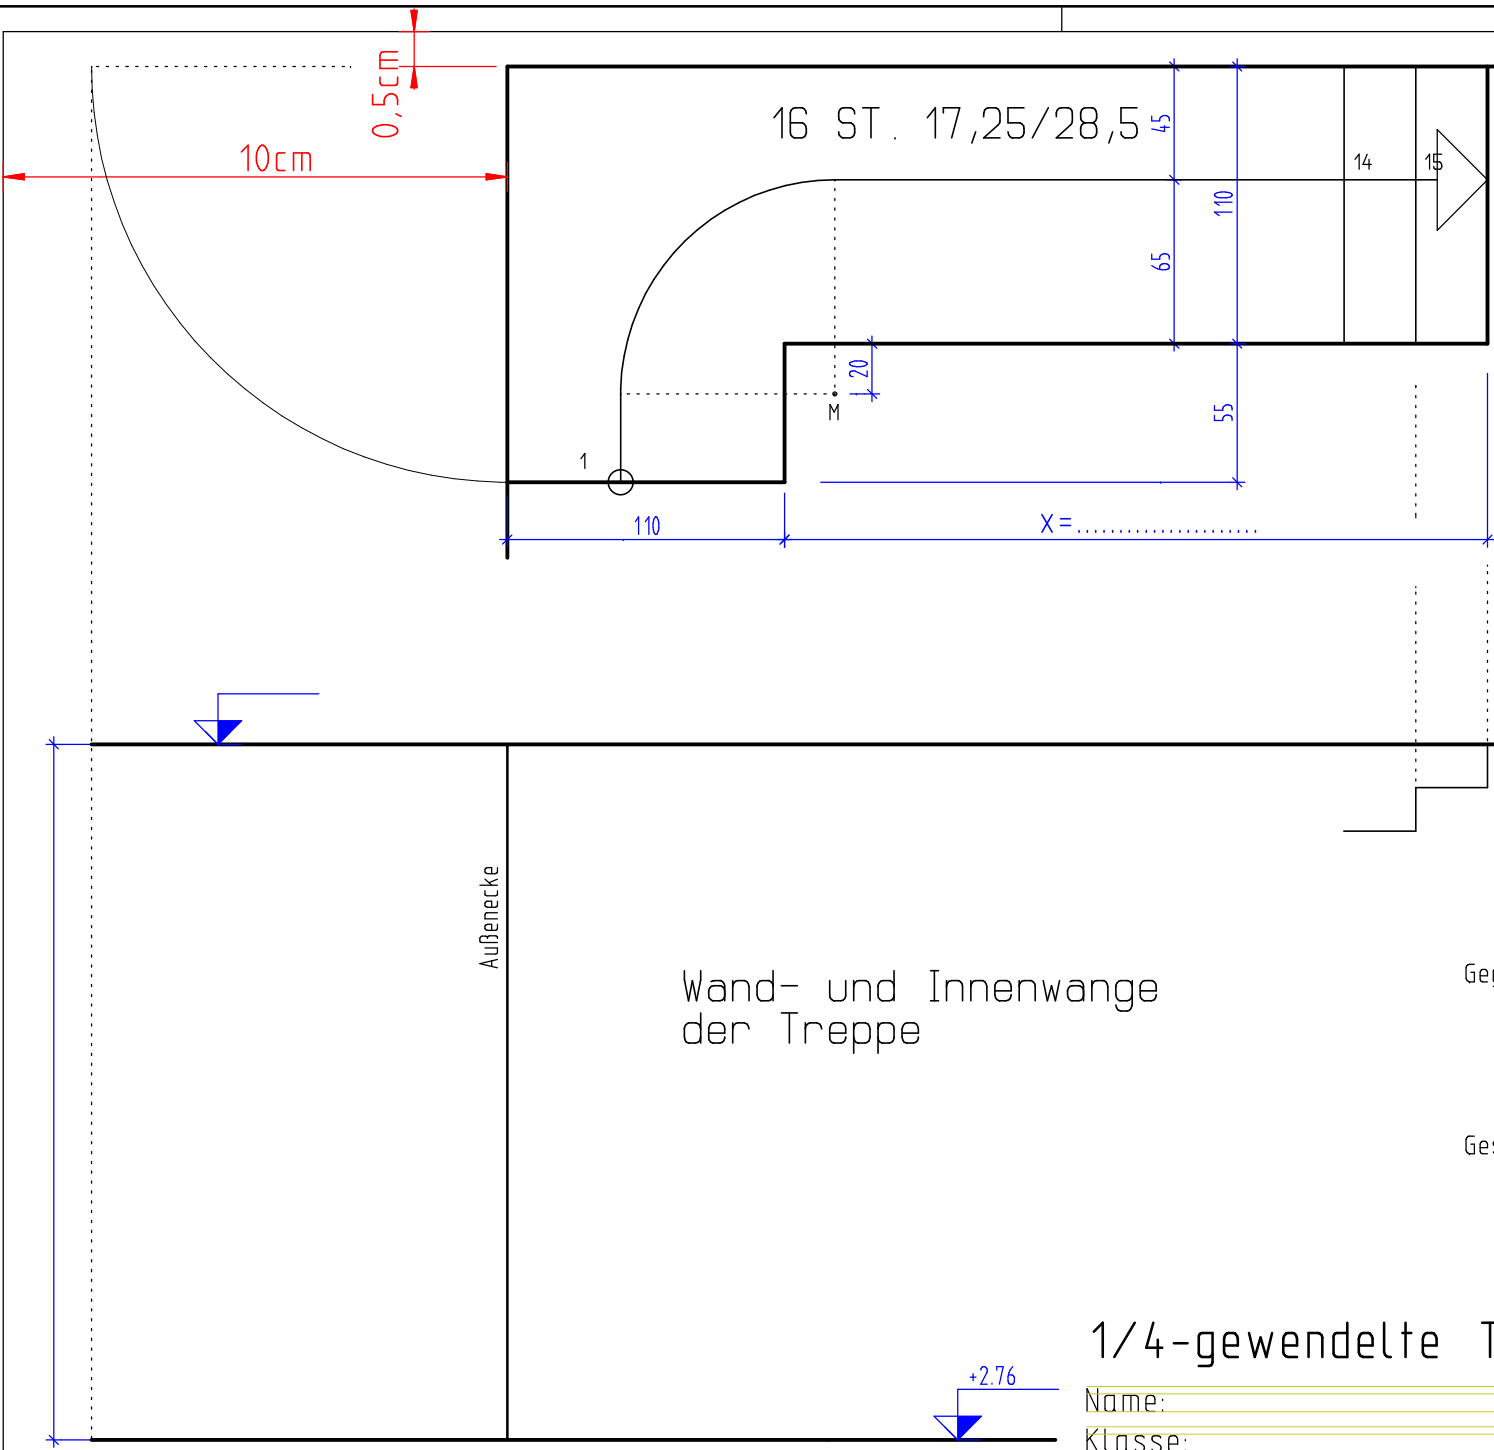 0,5cm
10cm
16 ST. 17,25/28,5
45
110
65
14
15
20
M
55
1
110
X=......................
Außenecke
Wand- und Innenwange
der Treppe
+2.76
1/4-gewendelte
Name:
Klasse: